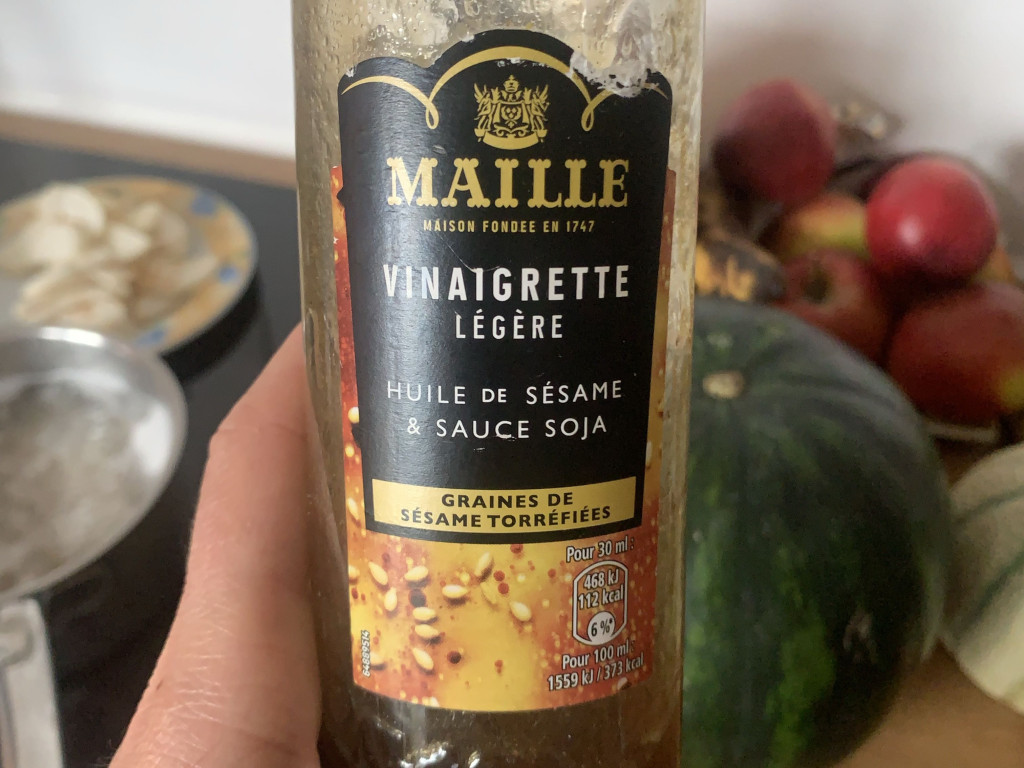 MAILLE
MAISON FONDEE EN 1747
VINAIGRETTE
LÉGÈRE
HUILE DE SÉSAME
& SAUCE SOJA
GRAINES DE
SÉSAME TORRÉFIÉES
Pour 30 ml :
468 kJ
112 kcal
6 %*
Pour 100 ml:
1559 kJ / 373 kcal